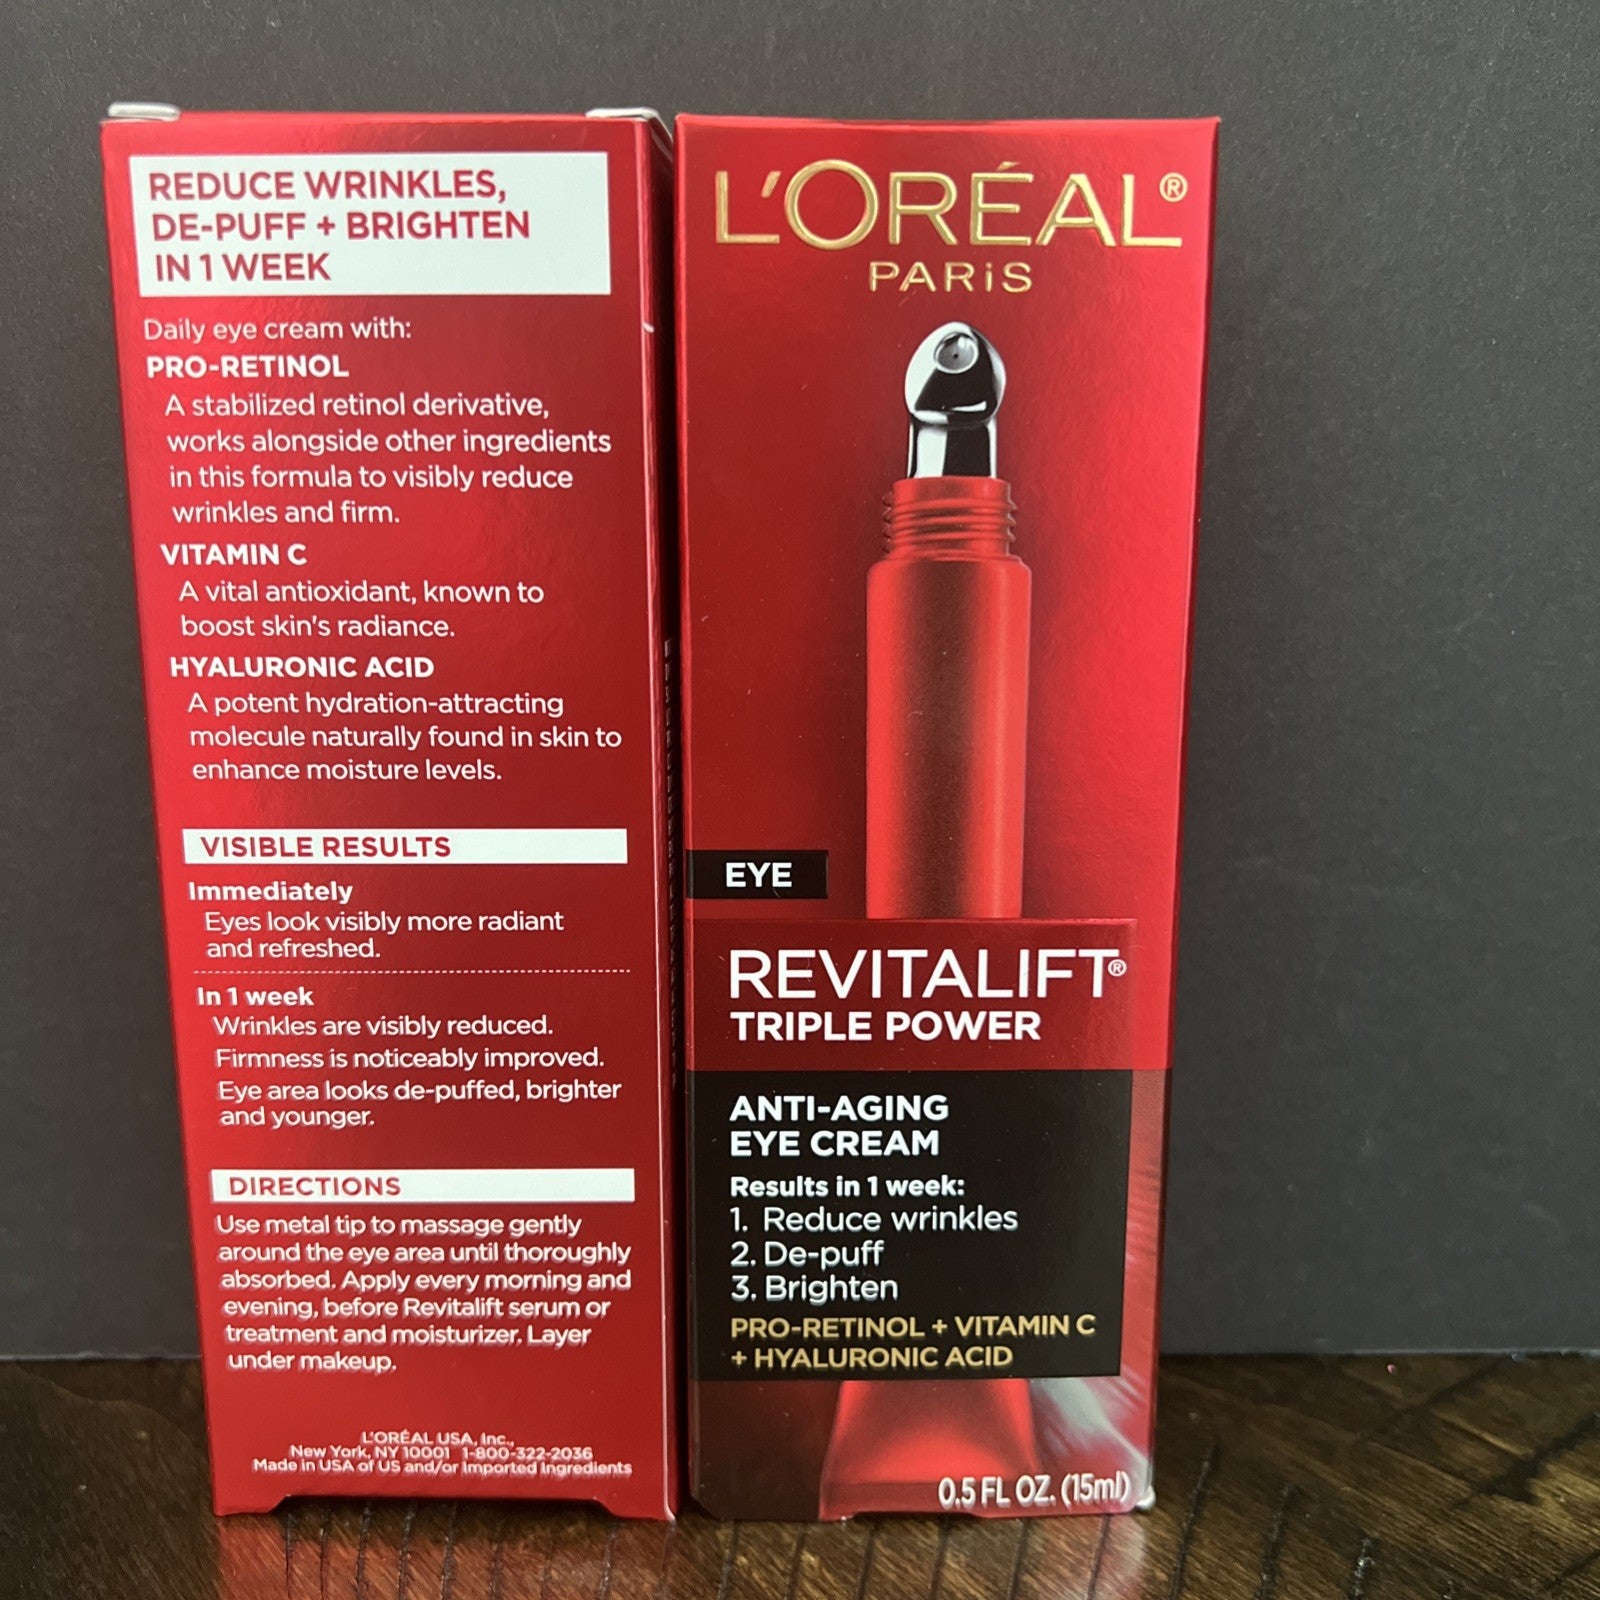 REDUCE WRINKLES,
DE-PUFF + BRIGHTEN
IN 1 WEEK
Daily eye cream with:
PRO-RETINOL
A stabilized retinol derivative,
works alongside other ingredients
in this formula to visibly reduce
wrinkles and firm.
VITAMIN C
A vital antioxidant, known to
boost skin's radiance.
HYALURONIC ACID
A potent hydration-attracting
molecule naturally found in skin to
enhance moisture levels.
VISIBLE RESULTS
Immediately
Eyes look visibly more radiant
and refreshed.
In 1 week
Wrinkles are visibly reduced.
Firmness is noticeably improved.
Eye area looks de-puffed, brighter
and younger.
DIRECTIONS
Use metal tip to massage gently
around the eye area until thoroughly
absorbed. Apply every morning and
evening, before Revitalift serum or
treatment and moisturizer. Layer
under makeup.
L'ORÉAL USA, Inc.,
New York, NY 10001 1-800-322-2036
Made in USA of US and/or Imported Ingredients
L'ORÉAL®
PARiS
EYE
REVITALIFT®
TRIPLE POWER
ANTI-AGING
EYE CREAM
Results in 1 week:
1. Reduce wrinkles
2. De-puff
3. Brighten
PRO-RETINOL + VITAMIN C
+ HYALURONIC ACID
0.5 FL OZ. (15ml)